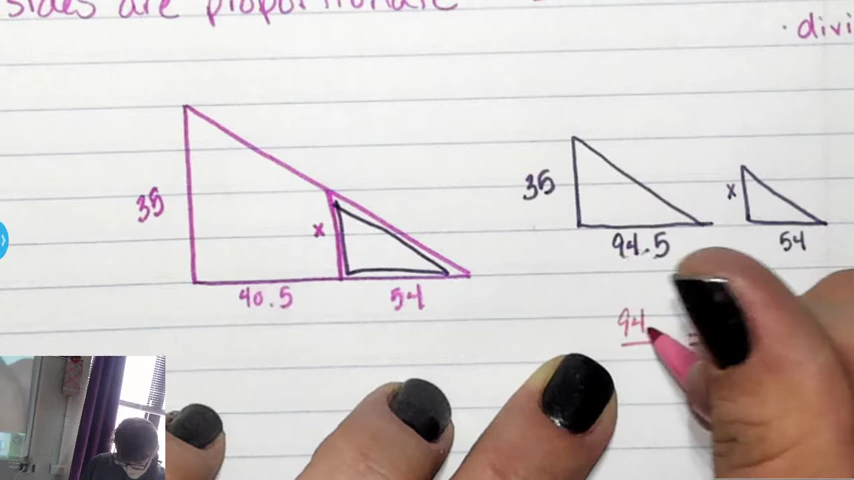 sides are proportionate
· divi
35
x
40.5
54
35
94.5
x
54
94
=